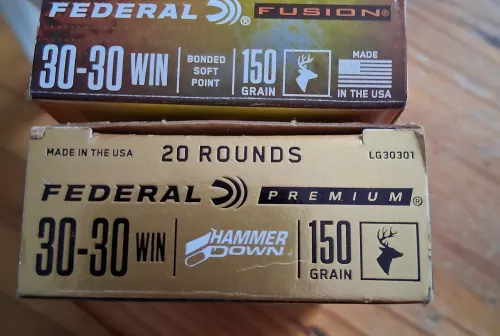 FEDERAL ® FUSION®
30-30 WIN BONDED SOFT POINT 150 GRAIN MADE IN THE USA
MADE IN THE USA 20 ROUNDS LG30301
FEDERAL PREMIUM®
30-30 WIN HAMMER DOWN 150 GRAIN